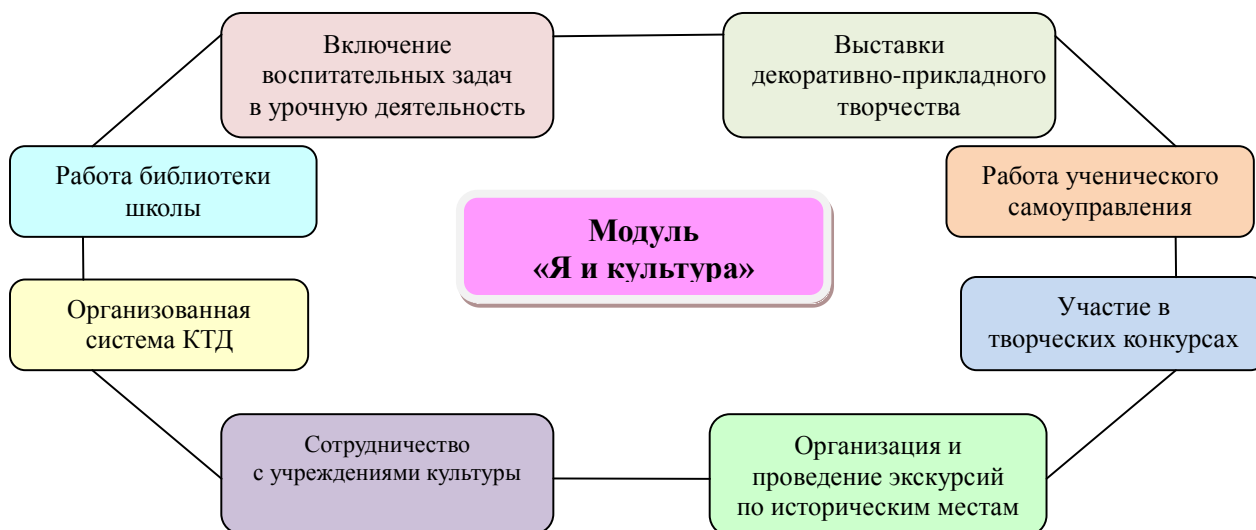 Включение
воспитательных задач
в урочную деятельность
Выставки
декоративно-прикладного
творчества
Работа библиотеки
школы
Работа ученического
самоуправления
Модуль
«Я и культура»
Организованная
система КТД
Участие в
творческих конкурсах
Сотрудничество
с учреждениями культуры
Организация и
проведение экскурсий
по историческим местам